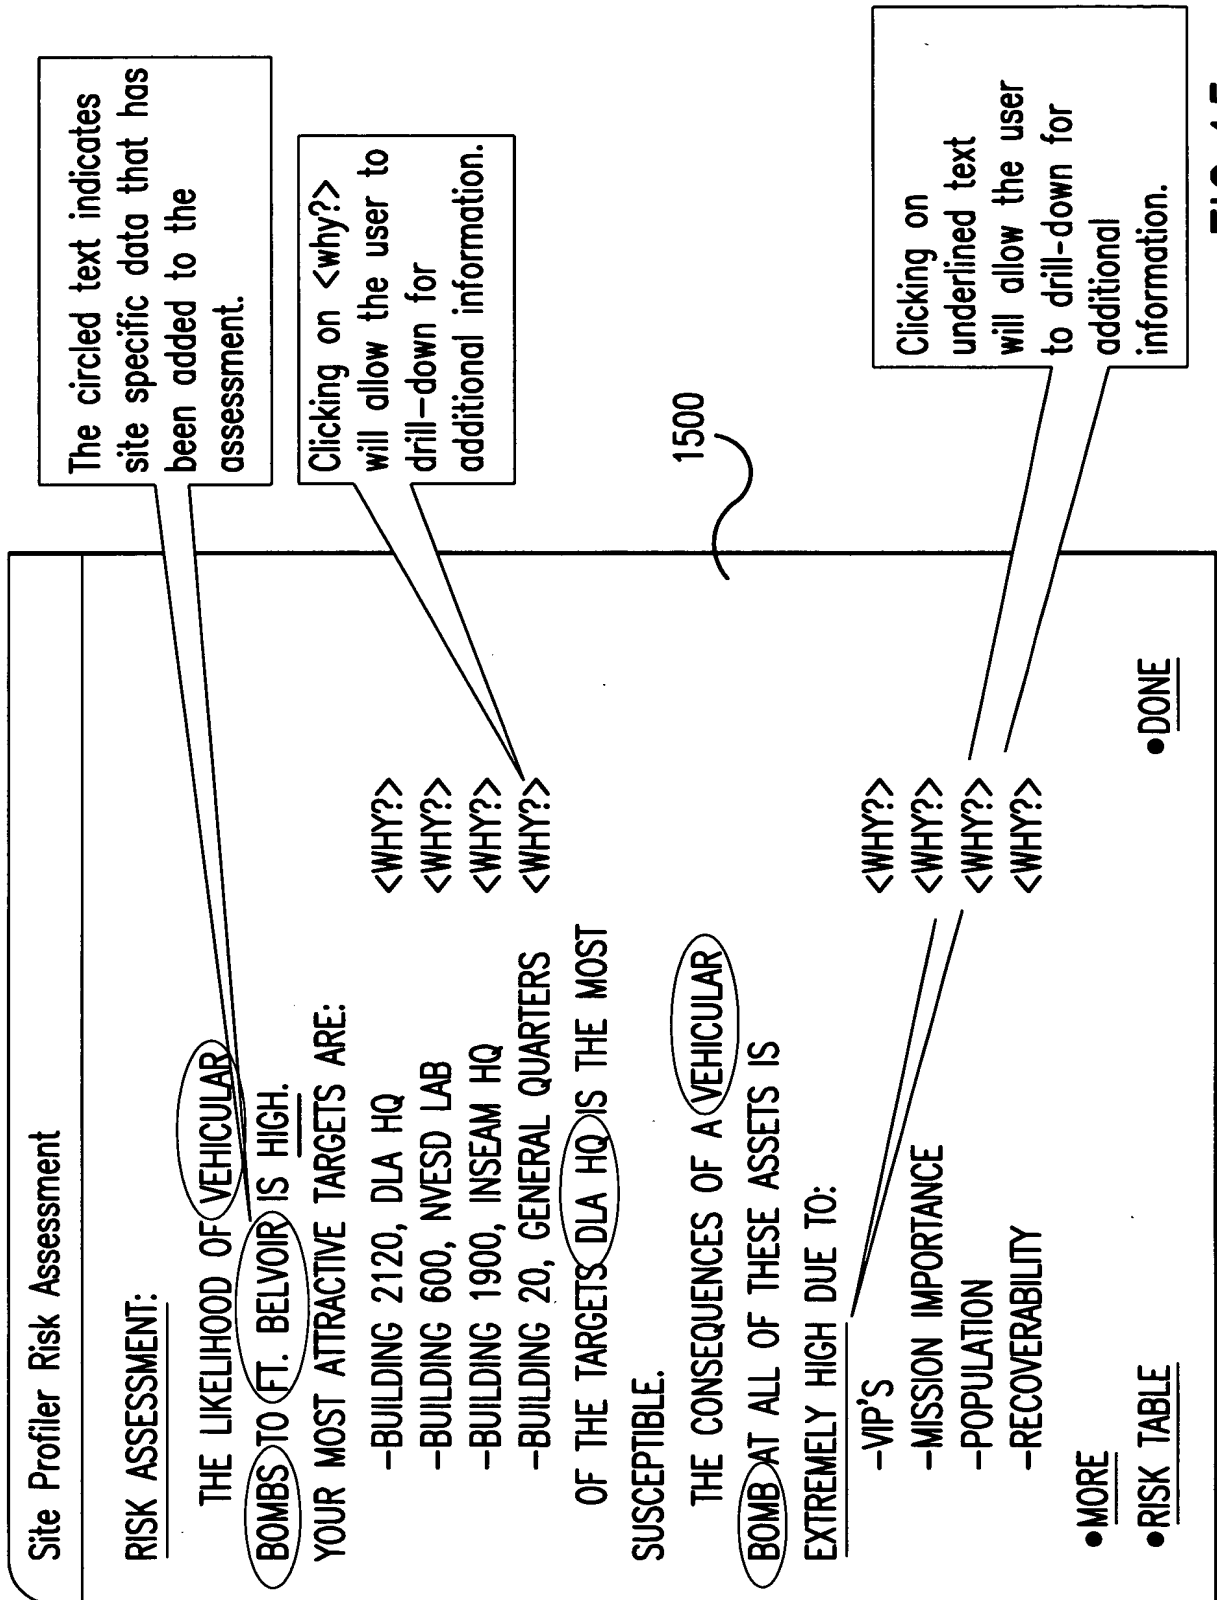 Site Profiler Risk Assessment
RISK ASSESSMENT:
THE LIKELIHOOD OF VEHICULAR
BOMBS TO FT. BELVOIR IS HIGH.
YOUR MOST ATTRACTIVE TARGETS ARE:
-BUILDING 2120, DLA HQ <WHY?>
-BUILDING 600, NVESD LAB <WHY?>
-BUILDING 1900, INSEAM HQ <WHY?>
-BUILDING 20, GENERAL QUARTERS <WHY?>
OF THE TARGETS DLA HQ IS THE MOST
SUSCEPTIBLE.
THE CONSEQUENCES OF A VEHICULAR
BOMB AT ALL OF THESE ASSETS IS
EXTREMELY HIGH DUE TO:
-VIP'S <WHY?>
-MISSION IMPORTANCE <WHY?>
-POPULATION <WHY?>
-RECOVERABILITY <WHY?>
•MORE
•RISK TABLE •DONE
The circled text indicates
site specific data that has
been added to the
assessment.
Clicking on <why?>
will allow the user to
drill-down for
additional information.
1500
Clicking on
underlined text
will allow the user
to drill-down for
additional
information.